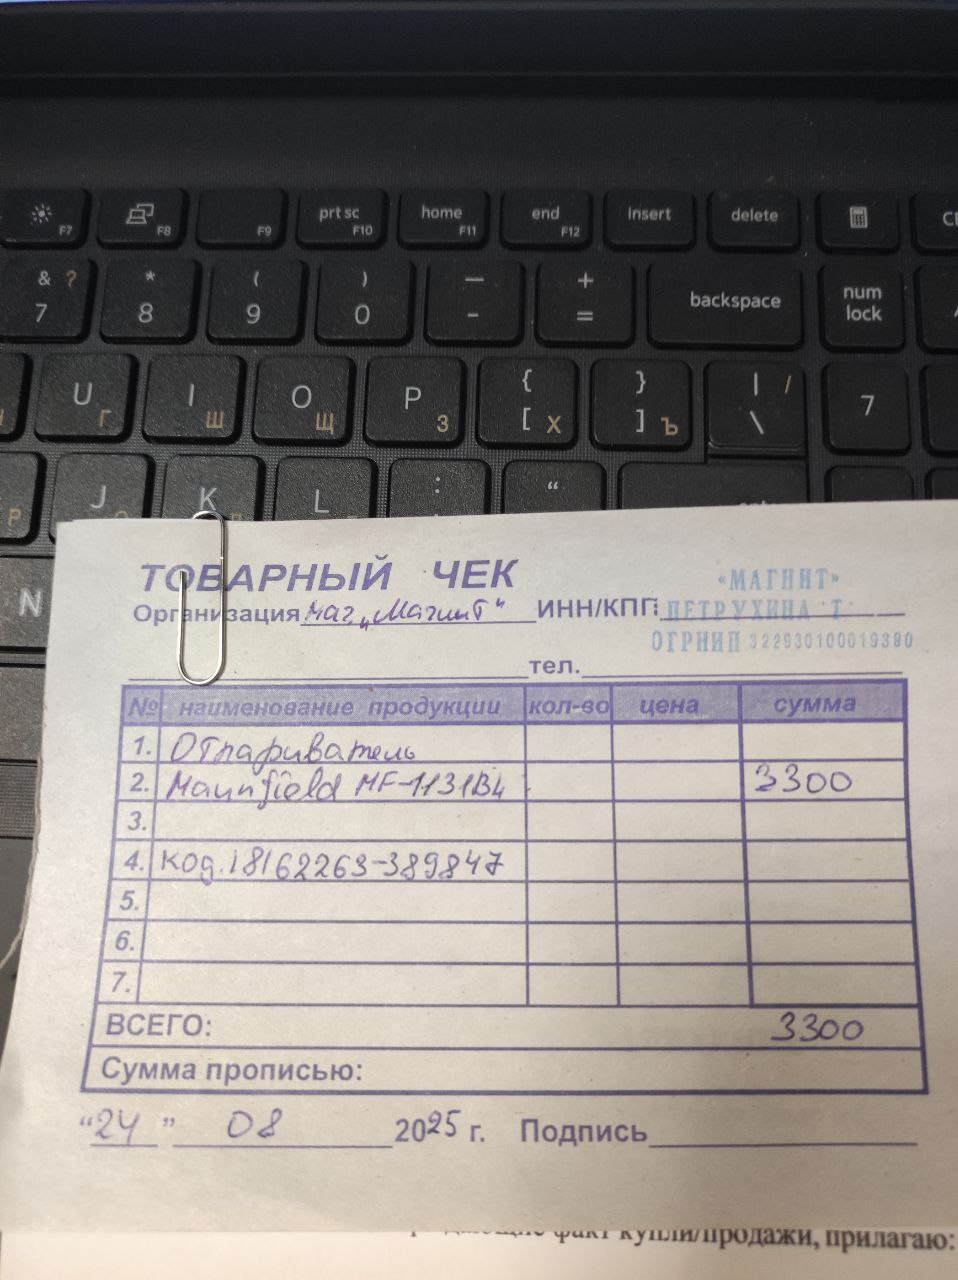 F7 F8 F9 prt sc F10 home F11 end F12 Insert delete
& 7 ? * 8 ( 9 ) 0 — - + = backspace num lock
U Г I Ш O Щ P З { [ Х } ] Ъ | \ / 7
J K L : “
N
ТОВАРНЫЙ ЧЕК
«МАГНИТ»
Организация маг „Магнит“ ИНН/КПП: ПЕТРУХИНА Т
ОГРНИП 322930100019380
тел.
№ наименование продукции кол-во цена сумма
1. Отпариватель
2. Maunfield MF-1131B4 3300
3.
4. код.18162263-389847
5.
6.
7.
ВСЕГО: 3300
Сумма прописью:
“24” 08 2025 г. Подпись
факт купли/продажи, прилагаю: